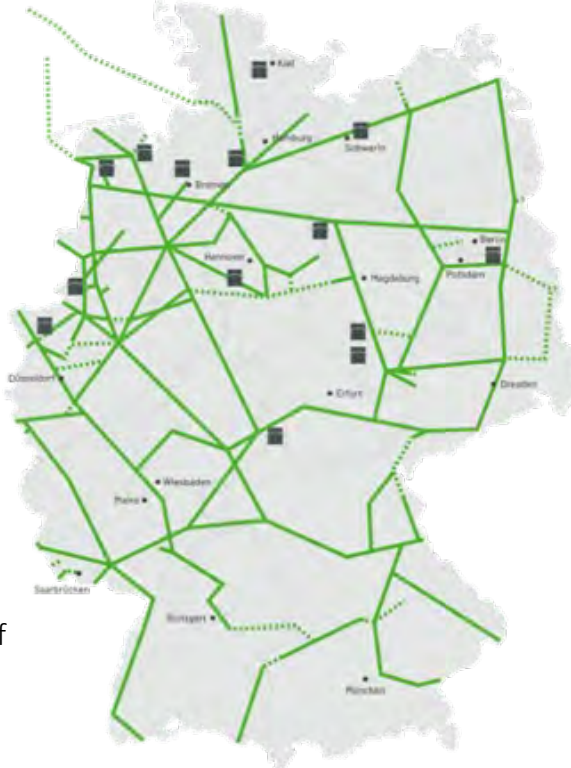 Kiel
Hamburg
Schwerin
Bremen
Berlin
Hannover
Potsdam
Magdeburg
Düsseldorf
Erfurt
Dresden
Wiesbaden
Mainz
Saarbrücken
f
Stuttgart
München